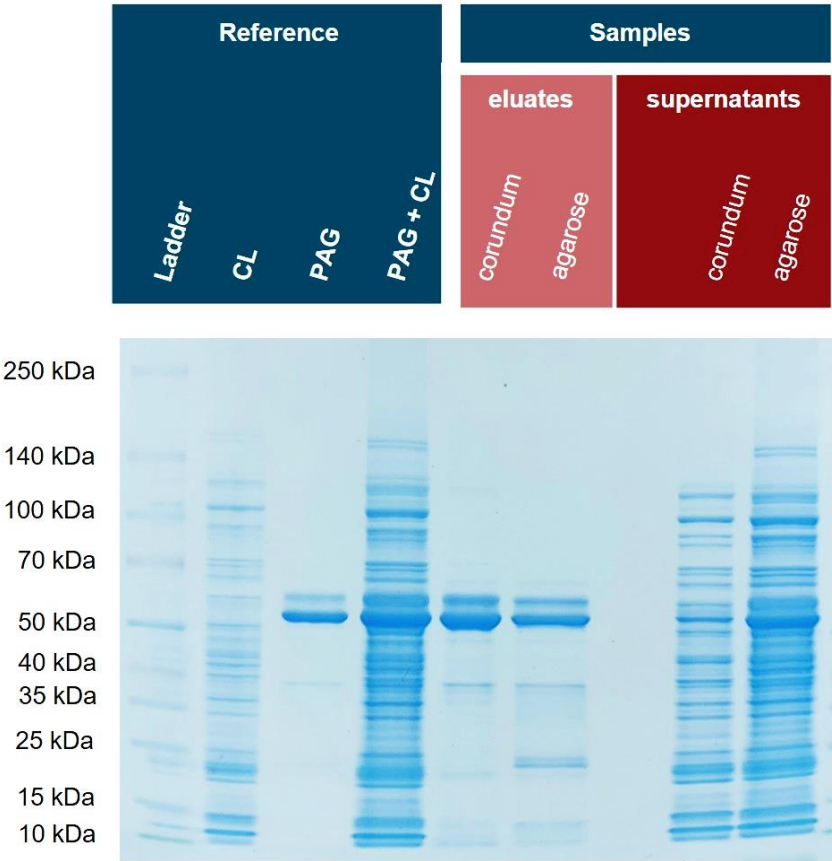 Reference
Samples
eluates
supernatants
Ladder
CL
PAG
PAG + CL
corundum
agarose
corundum
agarose
250 kDa
140 kDa
100 kDa
70 kDa
50 kDa
40 kDa
35 kDa
25 kDa
15 kDa
10 kDa